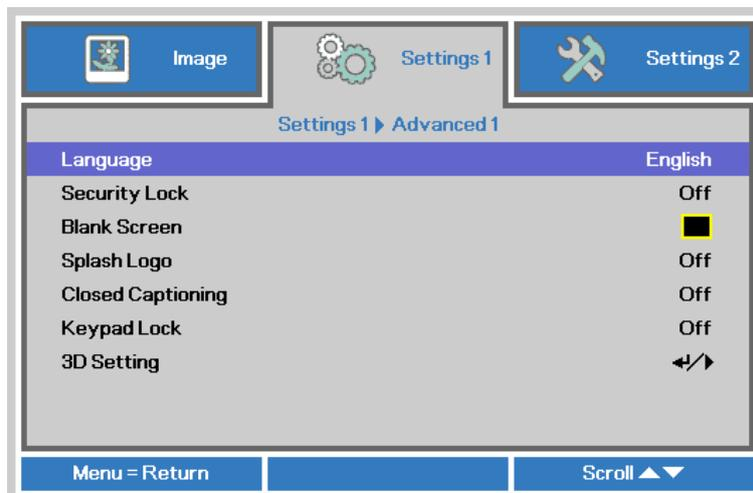 Image
Settings 1
Settings 2
Settings 1 Advanced 1
Language English
Security Lock Off
Blank Screen
Splash Logo Off
Closed Captioning Off
Keypad Lock Off
3D Setting
Menu = Return
Scroll